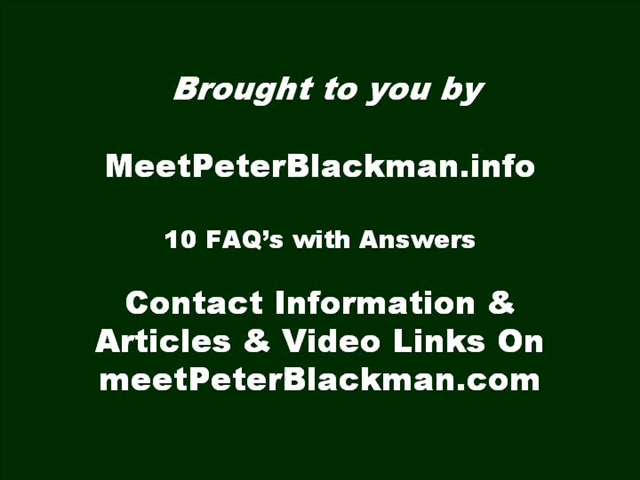 Brought to you by
MeetPeterBlackman.info
10 FAQ’s with Answers
Contact Information &
Articles & Video Links On
meetPeterBlackman.com